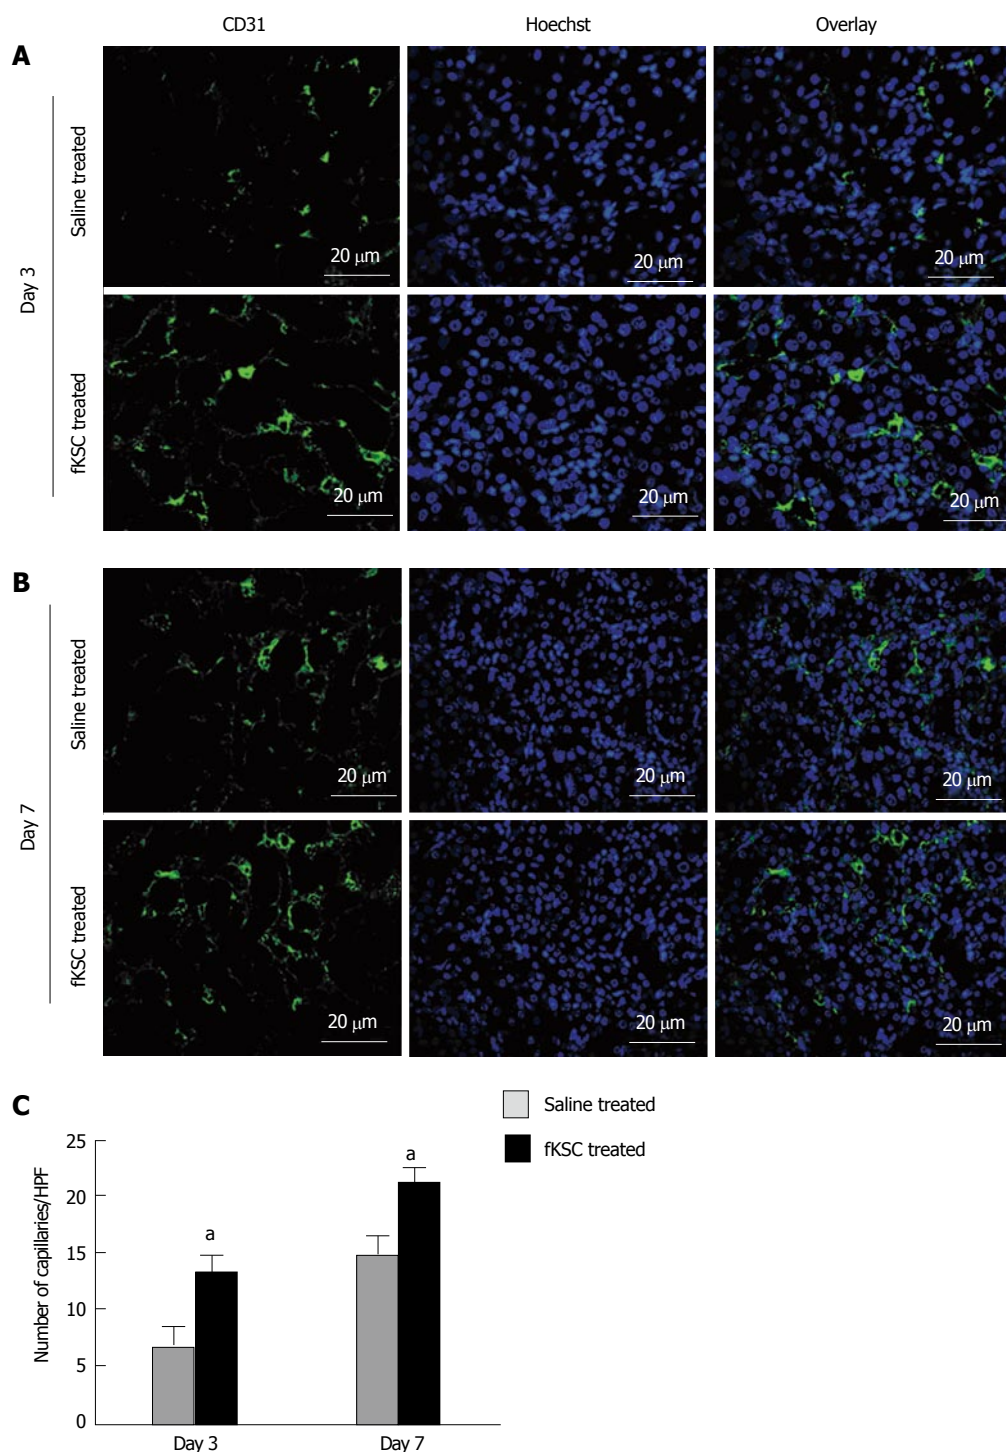 CD31 Hoechst Overlay
A
Day 3
Saline treated
20 μm 20 μm 20 μm
fKSC treated
20 μm 20 μm 20 μm
B
Day 7
Saline treated
20 μm 20 μm 20 μm
fKSC treated
20 μm 20 μm 20 μm
C
Saline treated
fKSC treated
Number of capillaries/HPF
25
20
15
10
5
0
a
a
Day 3 Day 7